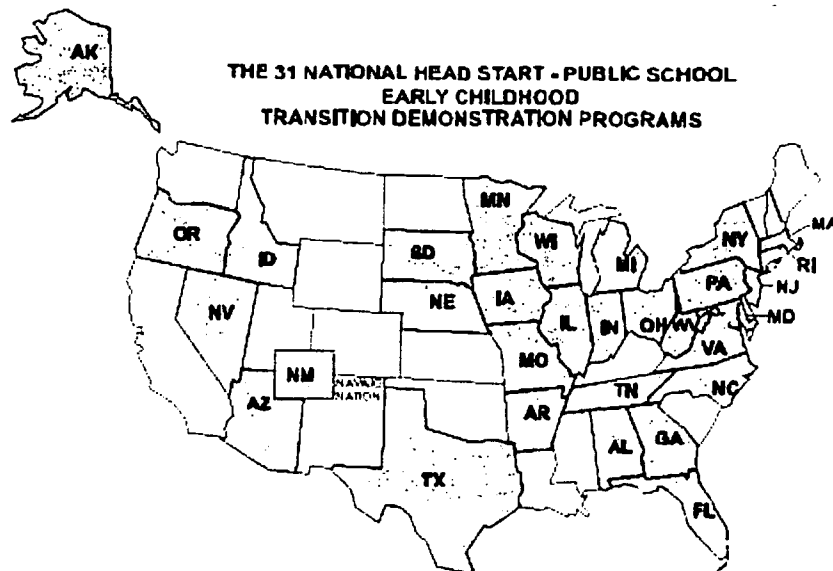 AK
THE 31 NATIONAL HEAD START - PUBLIC SCHOOL
EARLY CHILDHOOD
TRANSITION DEMONSTRATION PROGRAMS
MN
MA
OR
ID
SD
WI
MI
NY
RI
PA
NJ
NV
NE
IA
IL
IN
OH
WV
MD
MO
VA
NM
NAVAJO
NATION
AZ
TN
NC
AR
AL
GA
TX
FL